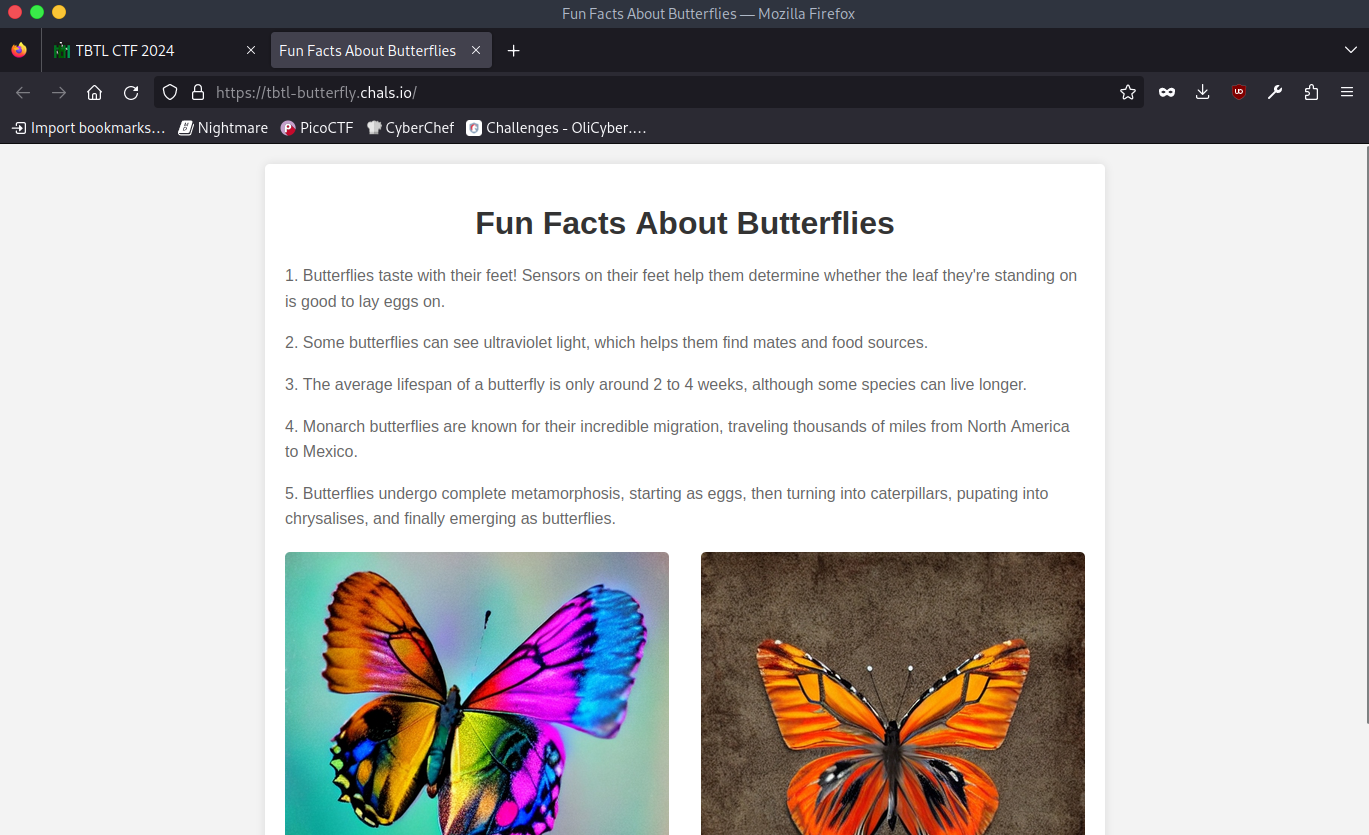 Fun Facts About Butterflies — Mozilla Firefox
TBTL CTF 2024
Fun Facts About Butterflies
https://tbtl-butterfly.chals.io/
Import bookmarks… Nightmare PicoCTF CyberChef Challenges - OliCyber.…
Fun Facts About Butterflies
1. Butterflies taste with their feet! Sensors on their feet help them determine whether the leaf they're standing on
is good to lay eggs on.
2. Some butterflies can see ultraviolet light, which helps them find mates and food sources.
3. The average lifespan of a butterfly is only around 2 to 4 weeks, although some species can live longer.
4. Monarch butterflies are known for their incredible migration, traveling thousands of miles from North America
to Mexico.
5. Butterflies undergo complete metamorphosis, starting as eggs, then turning into caterpillars, pupating into
chrysalises, and finally emerging as butterflies.